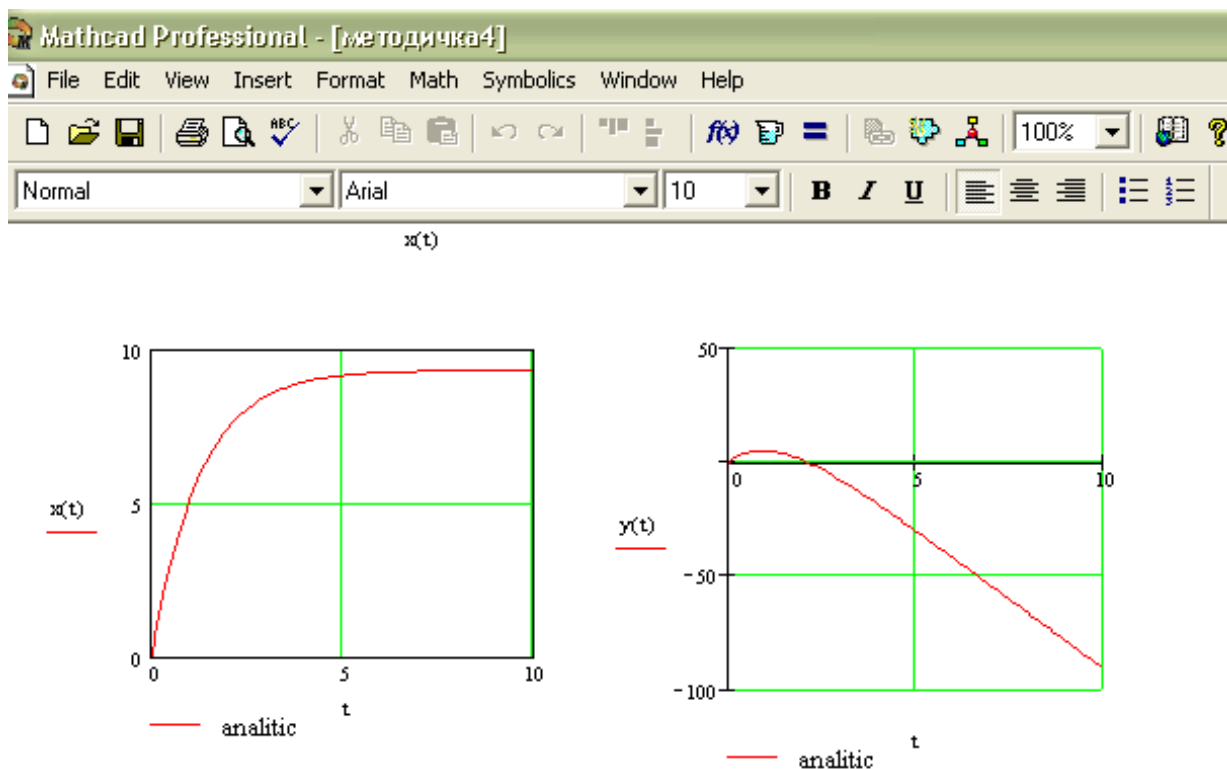 Mathcad Professional - [методичка4]
File Edit View Insert Format Math Symbolics Window Help
ABC f(x) = 100% ?
Normal Arial 10 B I U
x(t)
10
5
0
x(t)
0 5 10
t
analitic
50
-50
-100
y(t)
0 5 10
t
analitic